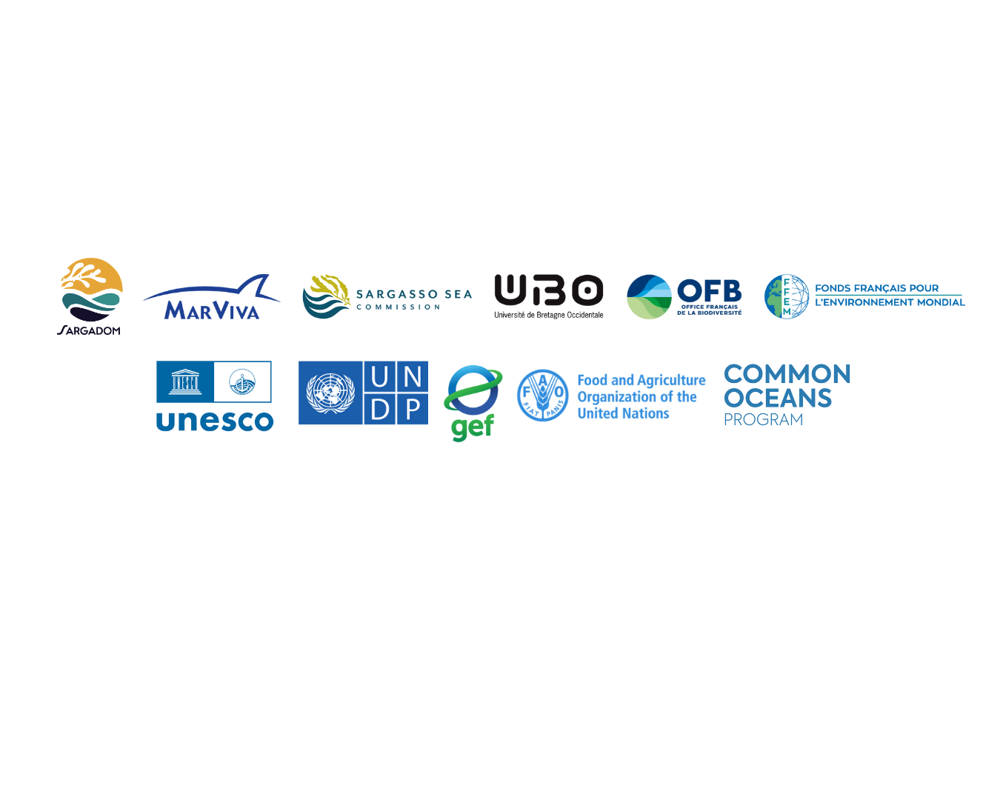 SARGADOM
MARVIVA
SARGASSO SEA
COMMISSION
UBO
Université de Bretagne Occidentale
OFB
OFFICE FRANÇAIS
DE LA BIODIVERSITÉ
FFEM
FONDS FRANÇAIS POUR
L'ENVIRONNEMENT MONDIAL
UNESCO
unesco
UN
DP
gef
FAO
FIAT PANIS
Food and Agriculture
Organization of the
United Nations
COMMON
OCEANS
PROGRAM